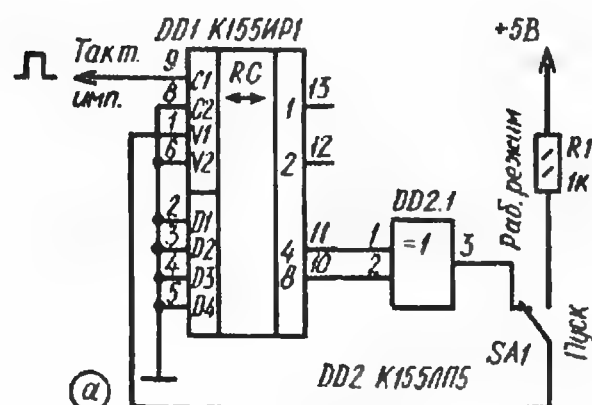 DD1 К155ИР1
+5В
Такт.
имп.
9
8
1
6
2
3
4
5
C1
C2
V1
V2
D1
D2
D3
D4
RG
1
2
4
8
13
12
11
10
1
2
DD2.1
=1
3
Раб. режим
R1
1к
SA1
Пуск
DD2 К155ЛП5
а